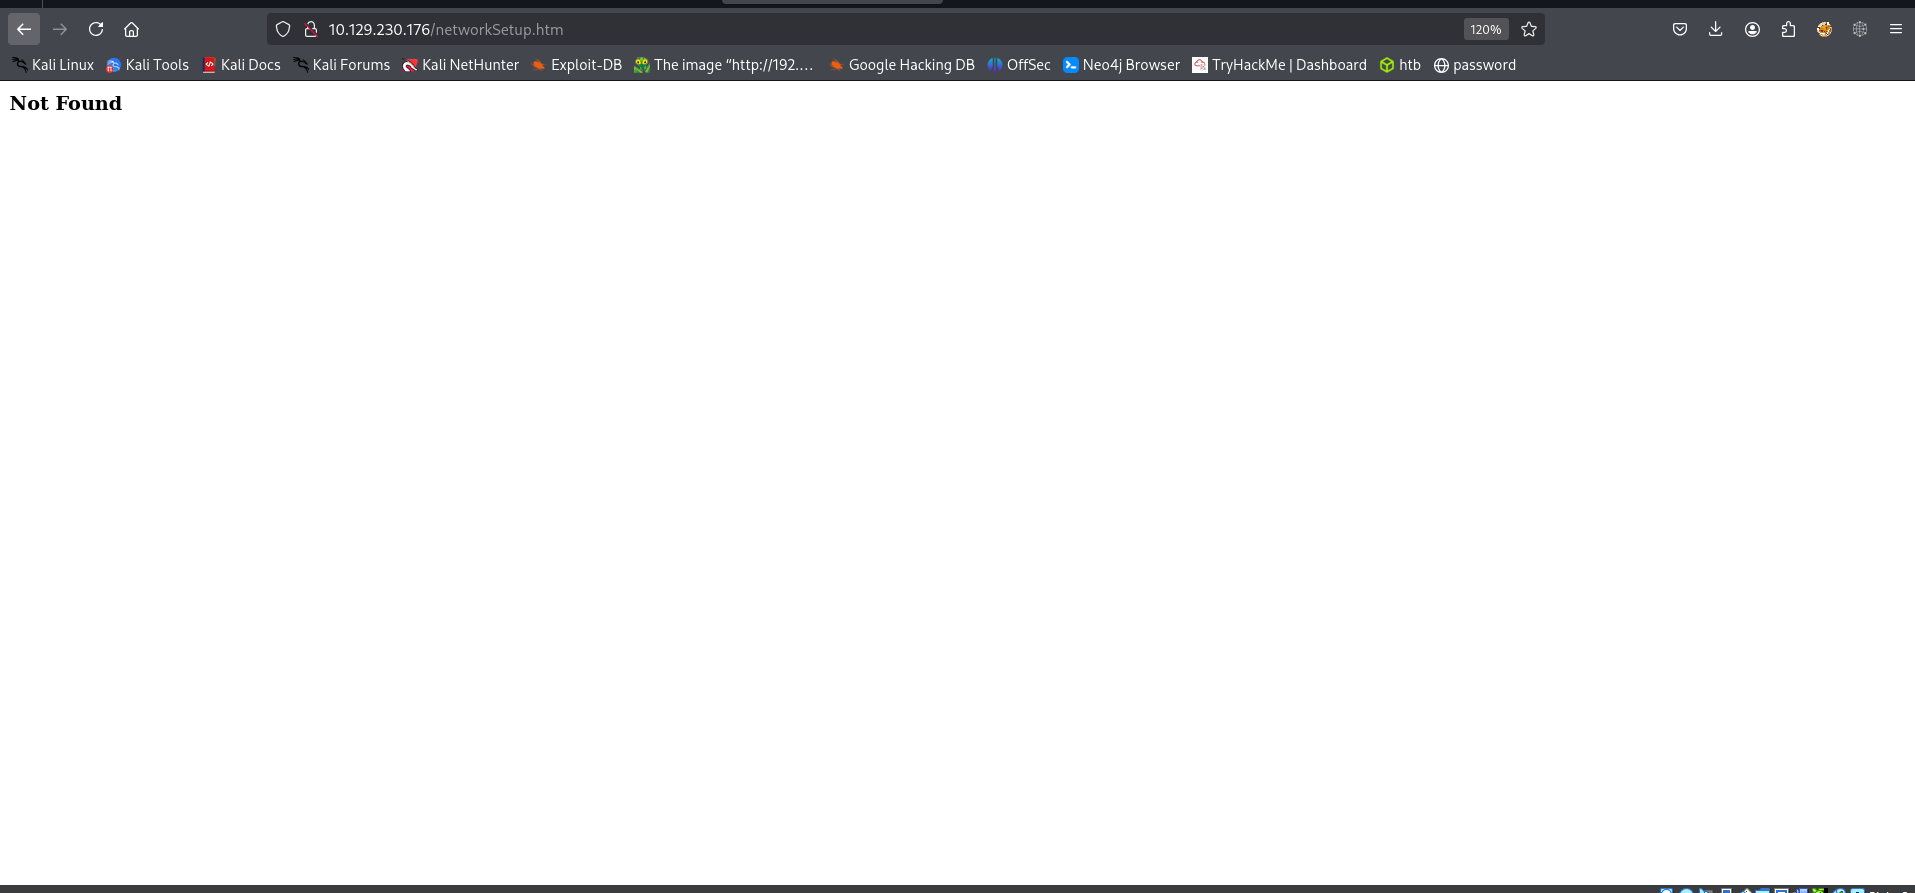 10.129.230.176/networkSetup.htm
120%
Kali Linux Kali Tools Kali Docs Kali Forums Kali NetHunter Exploit-DB The image "http://192.... Google Hacking DB OffSec Neo4j Browser TryHackMe | Dashboard htb password
Not Found